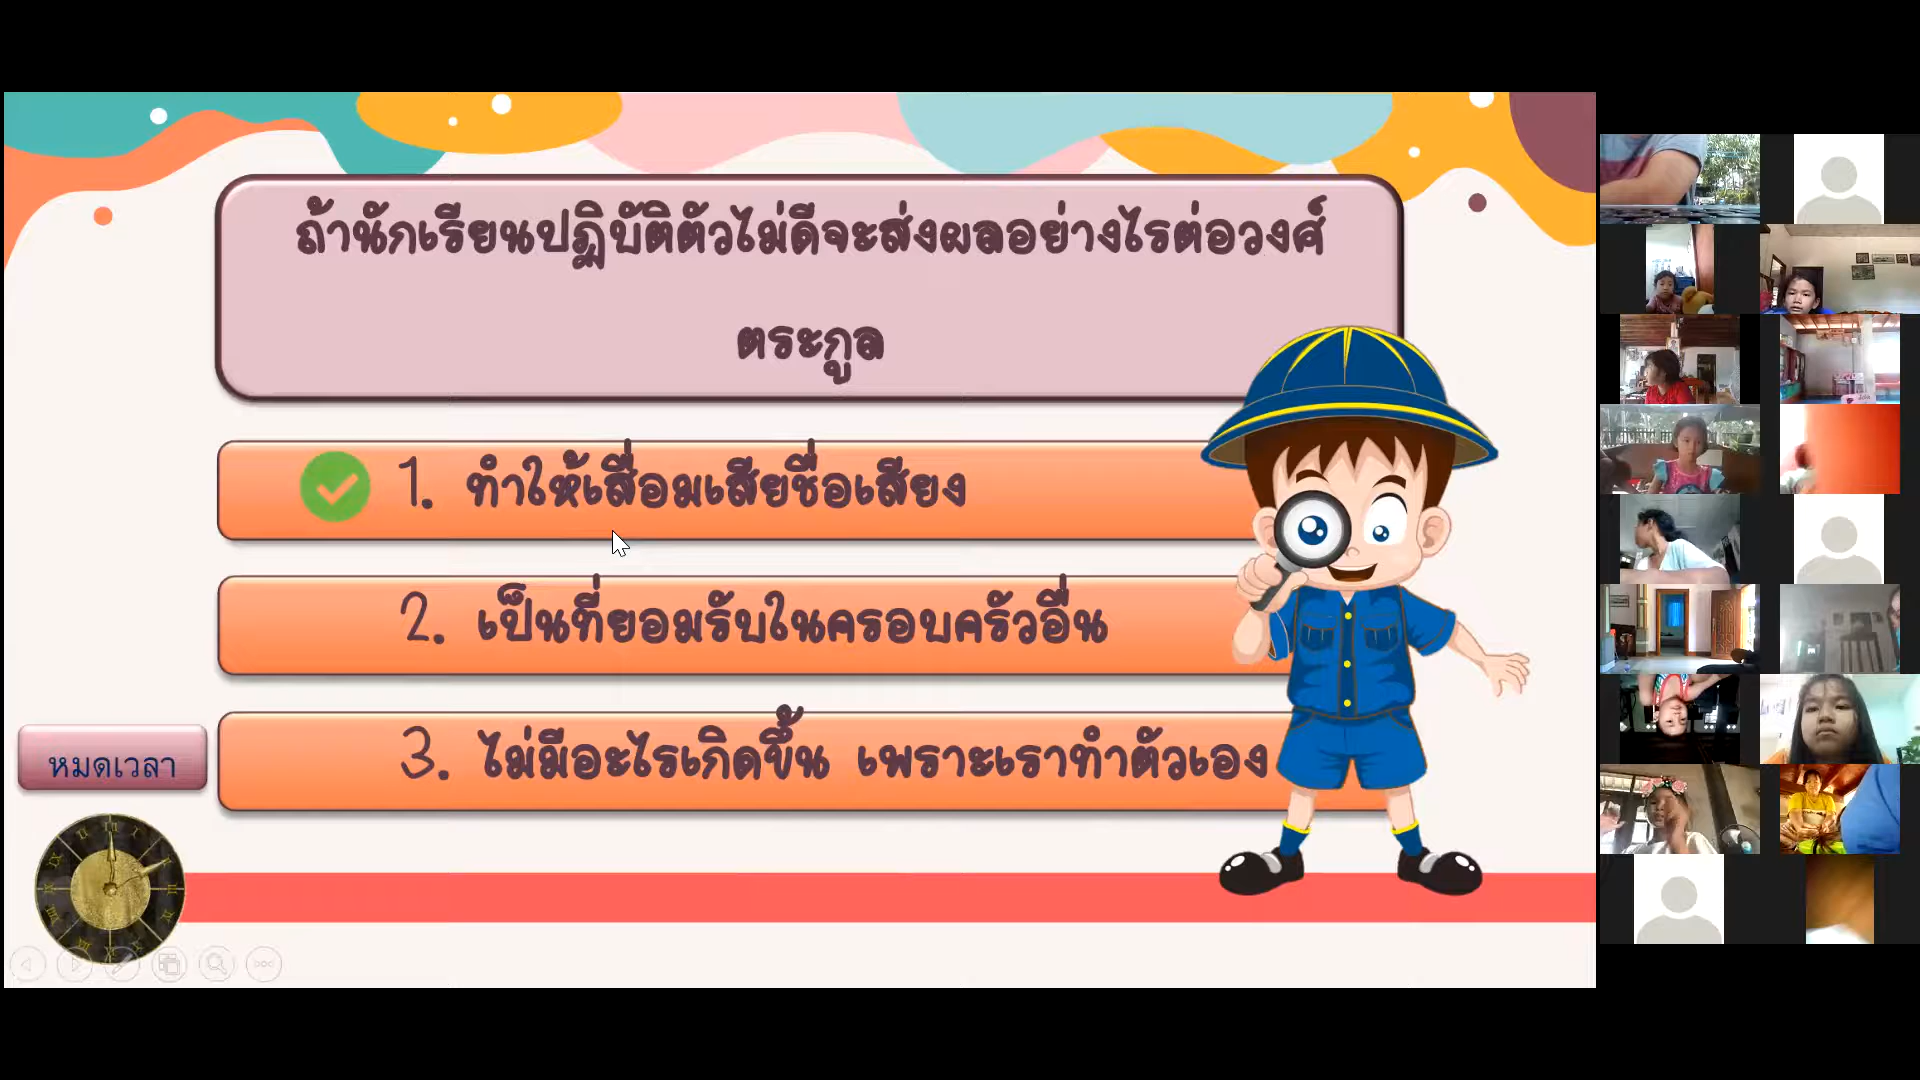 ถ้านักเรียนปฏิบัติตัวไม่ดีจะส่งผลอย่างไรต่อวงศ์
ตระกูล
1. ทำให้เสื่อมเสียชื่อเสียง
2. เป็นที่ยอมรับในครอบครัวอื่น
3. ไม่มีอะไรเกิดขึ้น เพราะเราทำตัวเอง
หมดเวลา